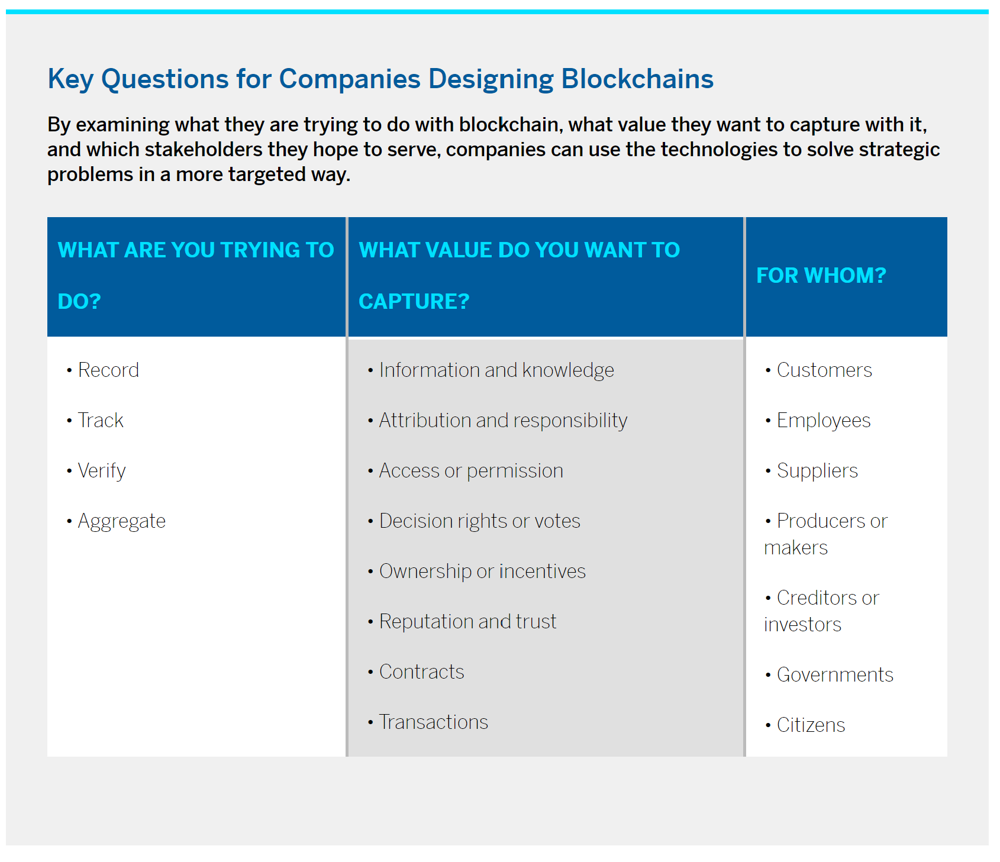 Key Questions for Companies Designing Blockchains
By examining what they are trying to do with blockchain, what value they want to capture with it,
and which stakeholders they hope to serve, companies can use the technologies to solve strategic
problems in a more targeted way.
WHAT ARE YOU TRYING TO
DO?
• Record
• Track
• Verify
• Aggregate
WHAT VALUE DO YOU WANT TO
CAPTURE?
• Information and knowledge
• Attribution and responsibility
• Access or permission
• Decision rights or votes
• Ownership or incentives
• Reputation and trust
• Contracts
• Transactions
FOR WHOM?
• Customers
• Employees
• Suppliers
• Producers or
makers
• Creditors or
investors
• Governments
• Citizens